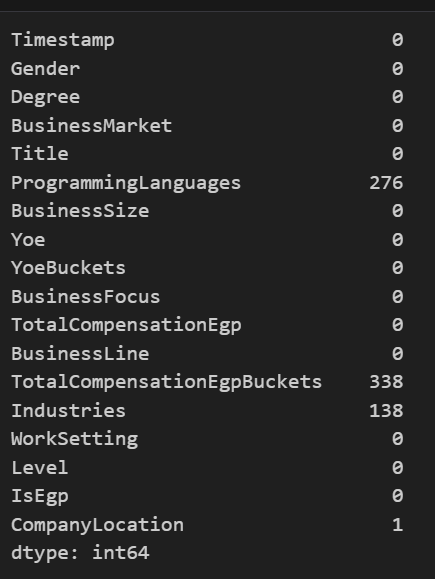 Timestamp 0
Gender 0
Degree 0
BusinessMarket 0
Title 0
ProgrammingLanguages 276
BusinessSize 0
Yoe 0
YoeBuckets 0
BusinessFocus 0
TotalCompensationEgp 0
BusinessLine 0
TotalCompensationEgpBuckets 338
Industries 138
WorkSetting 0
Level 0
IsEgp 0
CompanyLocation 1
dtype: int64